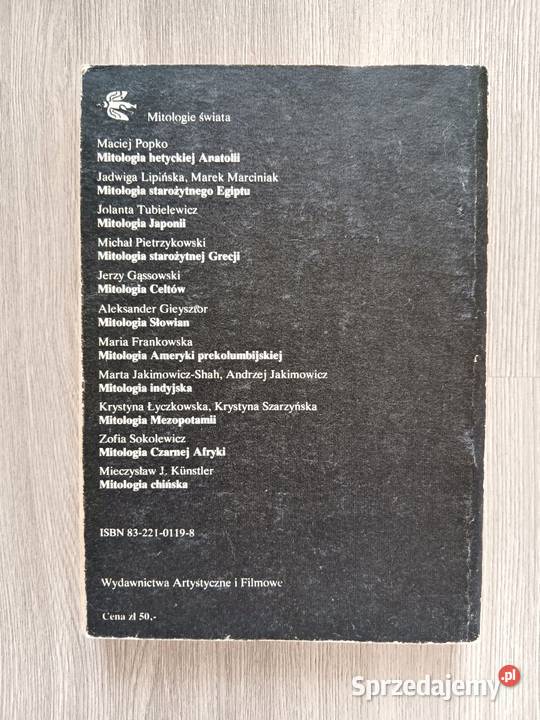 Mitologie świata
Maciej Popko
Mitologia hetyckiej Anatolii
Jadwiga Lipińska, Marek Marciniak
Mitologia starożytnego Egiptu
Jolanta Tubielewicz
Mitologia Japonii
Michał Pietrzykowski
Mitologia starożytnej Grecji
Jerzy Gąssowski
Mitologia Celtów
Aleksander Gieysztor
Mitologia Słowian
Maria Frankowska
Mitologia Ameryki prekolumbijskiej
Marta Jakimowicz-Shah, Andrzej Jakimowicz
Mitologia indyjska
Krystyna Łyczkowska, Krystyna Szarzyńska
Mitologia Mezopotamii
Zofia Sokolewicz
Mitologia Czarnej Afryki
Mieczysław J. Künstler
Mitologia chińska
ISBN 83-221-0119-8
Wydawnictwa Artystyczne i Filmowe
Cena zł 50,-
Sprzedajemy.pl